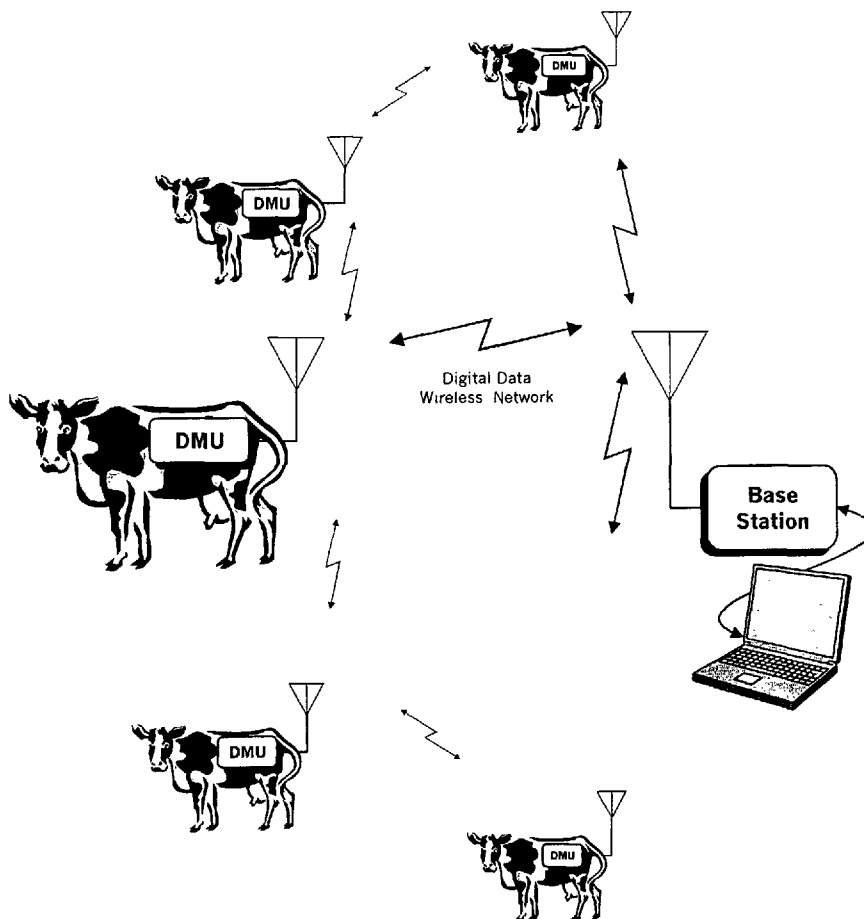 DMU
DMU
Digital Data
Wireless Network
DMU
Base
Station
DMU
DMU